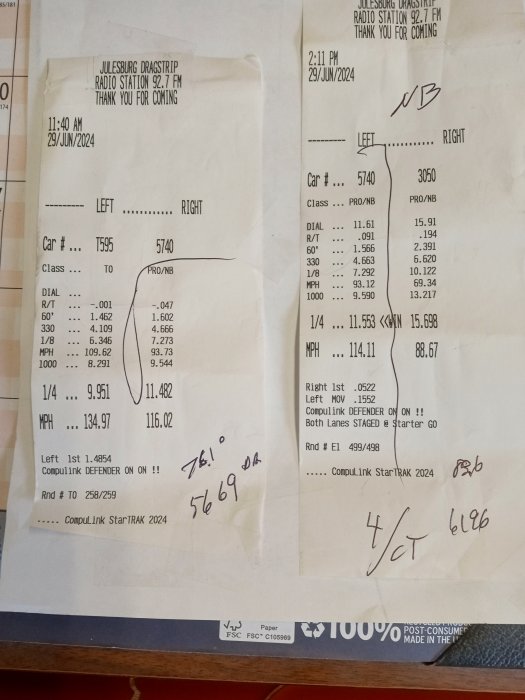 JULESBURG DRAGSTRIP
RADIO STATION 92.7 FM
THANK YOU FOR COMING
11:40 AM
29/JUN/2024
--------- LEFT ............ RIGHT
Car # ... T595 5740
Class ... TO PRO/NB
DIAL ...
R/T ... -.001 -.047
60' ... 1.462 1.602
330 ... 4.109 4.666
1/8 ... 6.346 7.273
MPH ... 109.62 93.73
1000 ... 8.291 9.544
1/4 ... 9.951 11.482
MPH ... 134.97 116.02
Left 1st 1.4854
Compulink DEFENDER ON ON !!
Rnd # TO 258/259
..... CompuLink StarTRAK 2024
76.1°
5669 DA
JULESBURG DRAGSTRIP
RADIO STATION 92.7 FM
THANK YOU FOR COMING
2:11 PM
29/JUN/2024
NB
--------- LEFT ............ RIGHT
Car # ... 5740 3050
Class ... PRO/NB PRO/NB
DIAL ... 11.61 15.91
R/T ... .091 .194
60' ... 1.566 2.391
330 ... 4.663 6.620
1/8 ... 7.292 10.122
MPH ... 93.12 69.34
1000 ... 9.590 13.217
1/4 ... 11.553 <<WIN 15.698
MPH ... 114.11 88.67
Right 1st .0522
Left MOV .1552
Compulink DEFENDER ON ON !!
Both Lanes STAGED @ Starter GO
Rnd # E1 499/498
..... CompuLink StarTRAK 2024
4/CT
6196
FSC
Paper
FSC™ C105969
100%
POST-CONSUME
MADE IN THE U